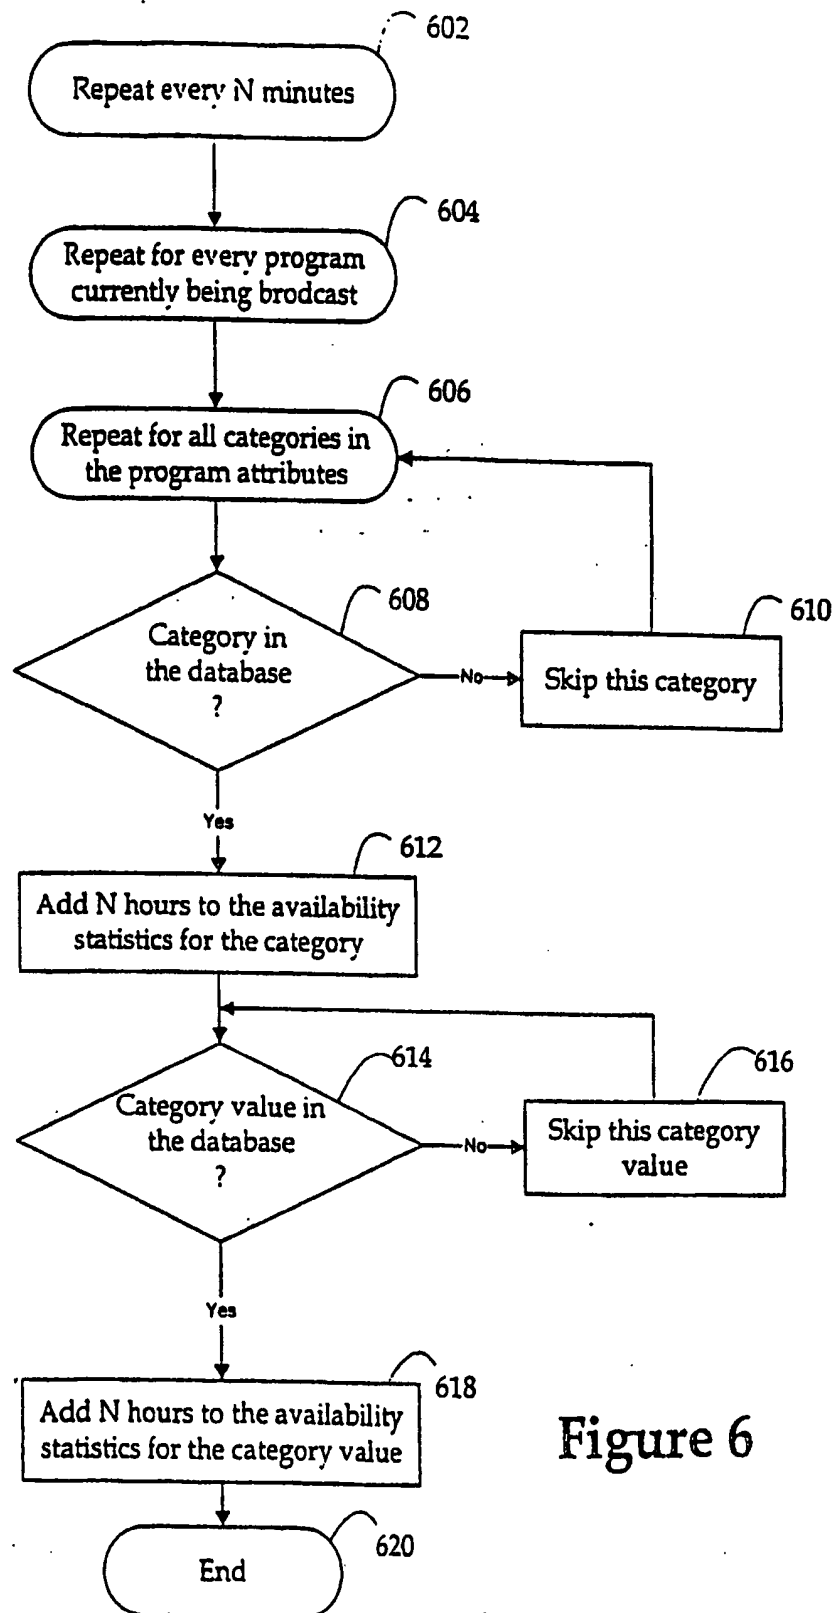 602
Repeat every N minutes
604
Repeat for every program
currently being brodcast
606
Repeat for all categories in
the program attributes
608
Category in
the database
?
No
610
Skip this category
Yes
612
Add N hours to the availability
statistics for the category
614
Category value in
the database
?
No
616
Skip this category
value
Yes
618
Add N hours to the availability
statistics for the category value
Figure 6
620
End